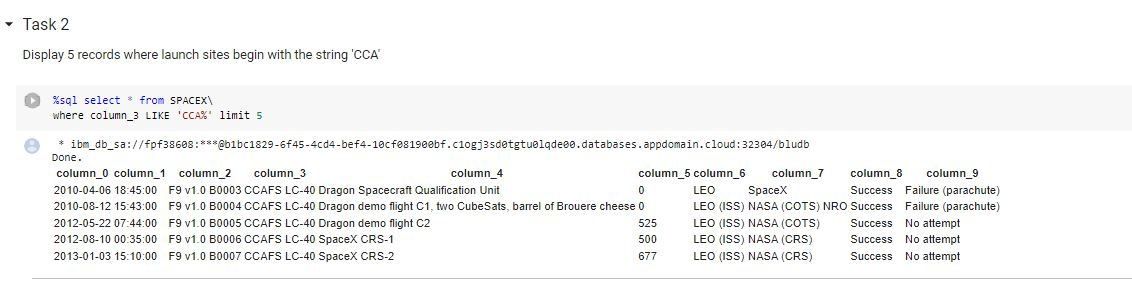 Task 2
Display 5 records where launch sites begin with the string 'CCA'
%sql select * from SPACEX\
where column_3 LIKE 'CCA%' limit 5
* ibm_db_sa://fpf38608:***@b1bc1829-6f45-4cd4-bef4-10cf081900bf.c1ogj3sd0tgtu0lqde00.databases.appdomain.cloud:32304/bludb
Done.
column_0 column_1 column_2 column_3 column_4 column_5 column_6 column_7 column_8 column_9
2010-04-06 18:45:00 F9 v1.0 B0003 CCAFS LC-40 Dragon Spacecraft Qualification Unit 0 LEO SpaceX Success Failure (parachute)
2010-08-12 15:43:00 F9 v1.0 B0004 CCAFS LC-40 Dragon demo flight C1, two CubeSats, barrel of Brouere cheese 0 LEO (ISS) NASA (COTS) NRO Success Failure (parachute)
2012-05-22 07:44:00 F9 v1.0 B0005 CCAFS LC-40 Dragon demo flight C2 525 LEO (ISS) NASA (COTS) Success No attempt
2012-08-10 00:35:00 F9 v1.0 B0006 CCAFS LC-40 SpaceX CRS-1 500 LEO (ISS) NASA (CRS) Success No attempt
2013-01-03 15:10:00 F9 v1.0 B0007 CCAFS LC-40 SpaceX CRS-2 677 LEO (ISS) NASA (CRS) Success No attempt